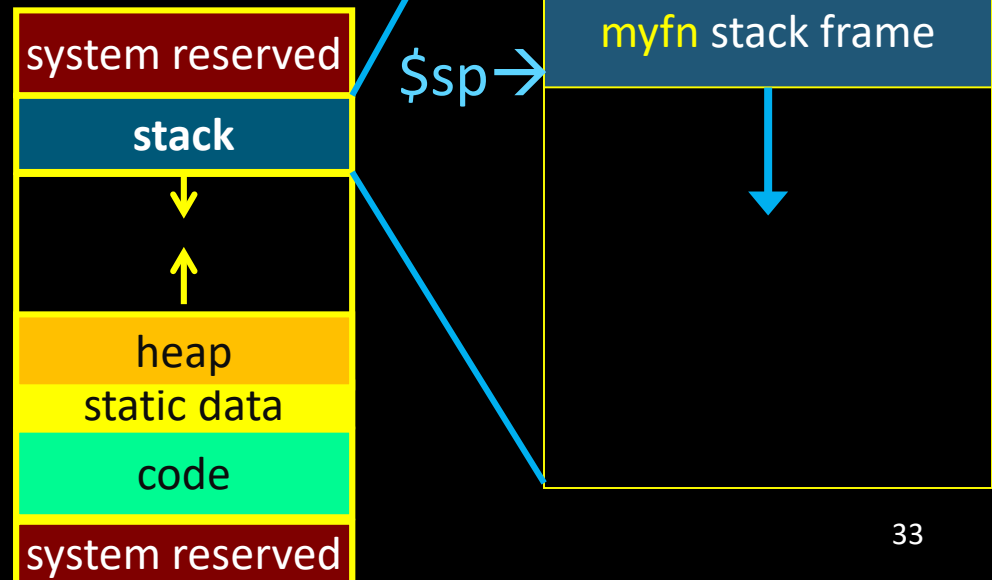 system reserved
stack
heap
static data
code
system reserved
$sp→
myfn stack frame
33